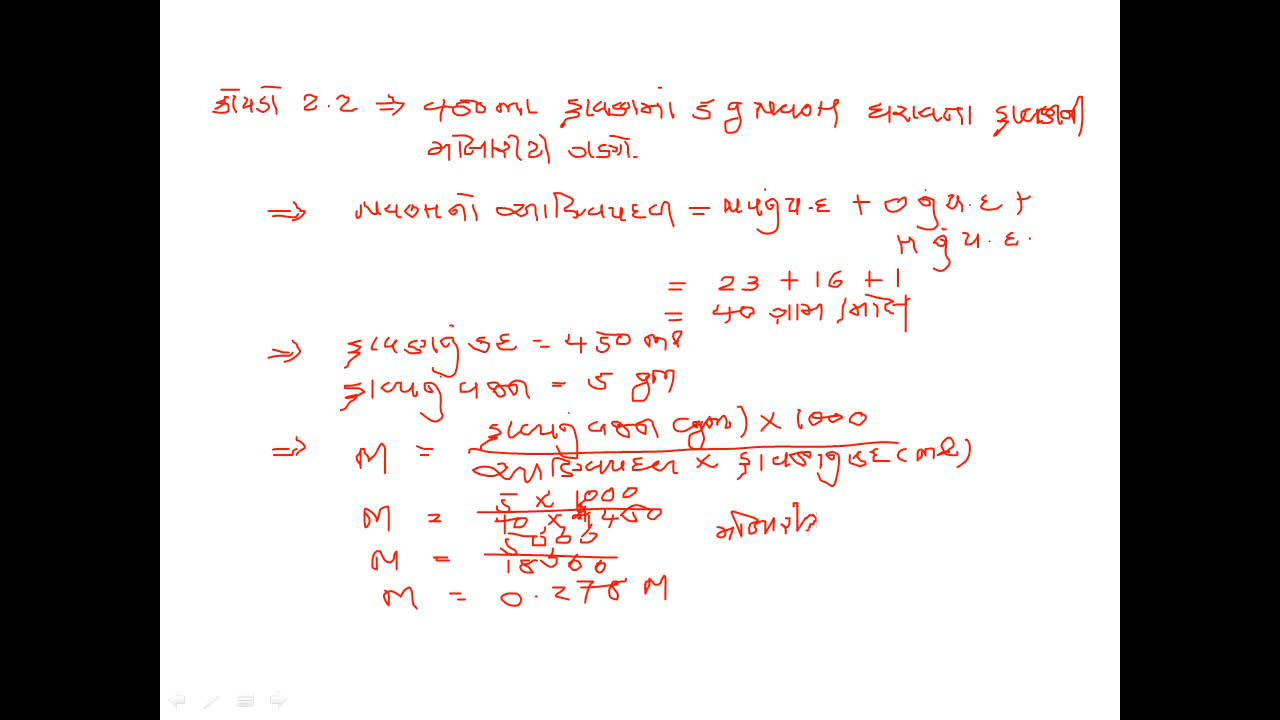 કોયડો 2.2 ⇒ 450 ml દ્રાવણમાં 5 g NaOH ધરાવતા દ્રાવણની
મોલારીટી ગણો.
⇒ NaOH નો આણ્વિયદળ = Na નું પ.દ + O નું પ.દ +
H નું પ.દ.
= 23 + 16 + 1
= 40 ગ્રામ / મોલ
⇒ દ્રાવણનું કદ = 450 ml
દ્રાવ્યનું વજન = 5 gm
⇒ M = દ્રાવ્યનું વજન (gm) × 1000
આણ્વિયદળ × દ્રાવણનું કદ (ml)
M = 5 × 1000
40 × 450
M = 5000
18000
M = 0.278 M